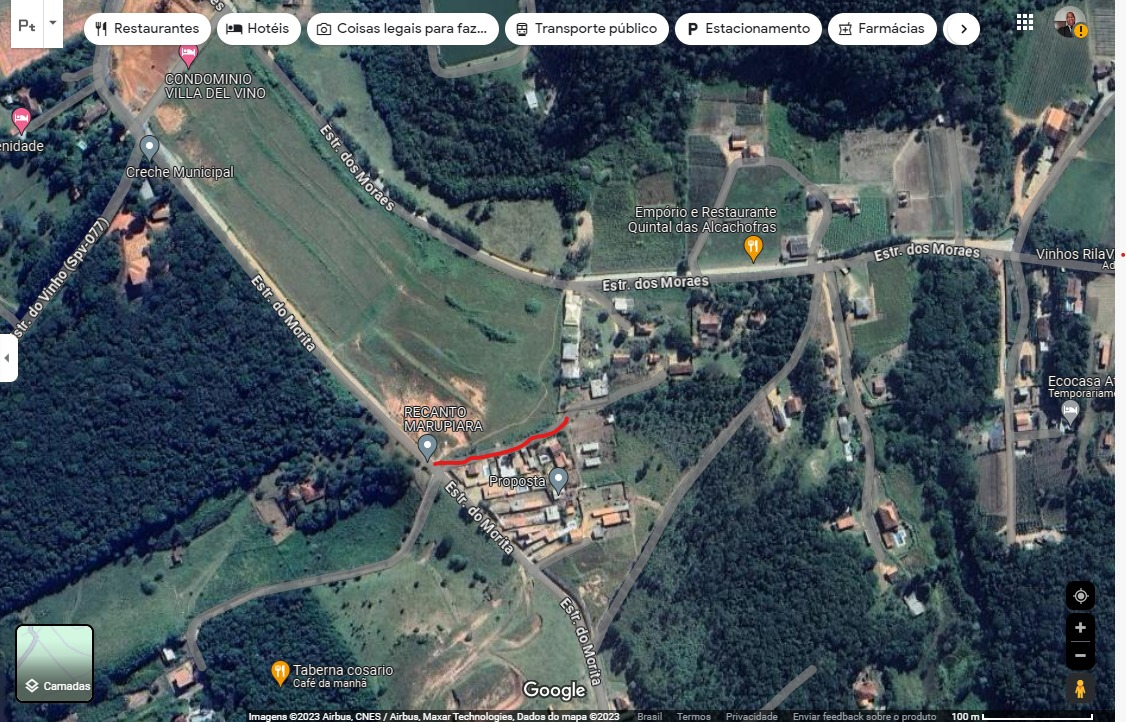 Restaurantes
Hotéis
Coisas legais para faz...
Transporte público
P
Estacionamento
Farmácias
CONDOMINIO
VILLA DEL VINO
enidade
Creche Municipal
Estr. dos Moraes
Estr. do Vinho (Spv-077)
Estr. do Morita
Empório e Restaurante
Quintal das Alcachofras
Estr. dos Moraes
Estr. dos Moraes
Vinhos RilaV
Ad
Ecocasa At
Temporariame
RECANTO
MARUPIARA
Proposta
Estr. do Morita
Estr. do Morita
Taberna cosario
Café da manhã
Camadas
Google
Imagens ©2023 Airbus, CNES / Airbus, Maxar Technologies, Dados do mapa ©2023 Brasil Termos Privacidade Enviar feedback sobre o produto 100 m